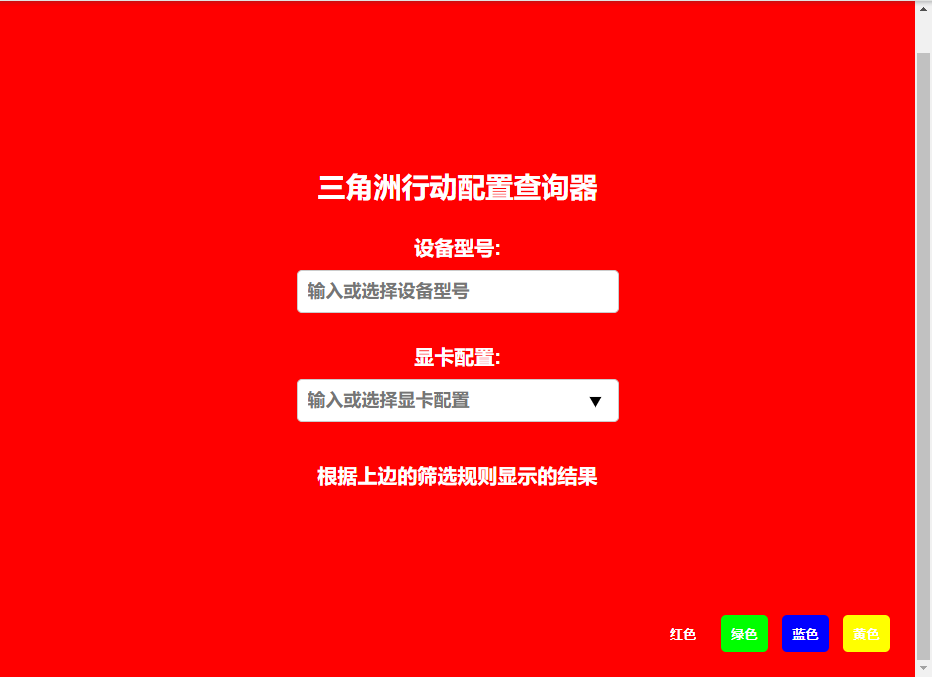 三角洲行动配置查询器
设备型号:
输入或选择设备型号
显卡配置:
输入或选择显卡配置
根据上边的筛选规则显示的结果
红色 绿色 蓝色 黄色